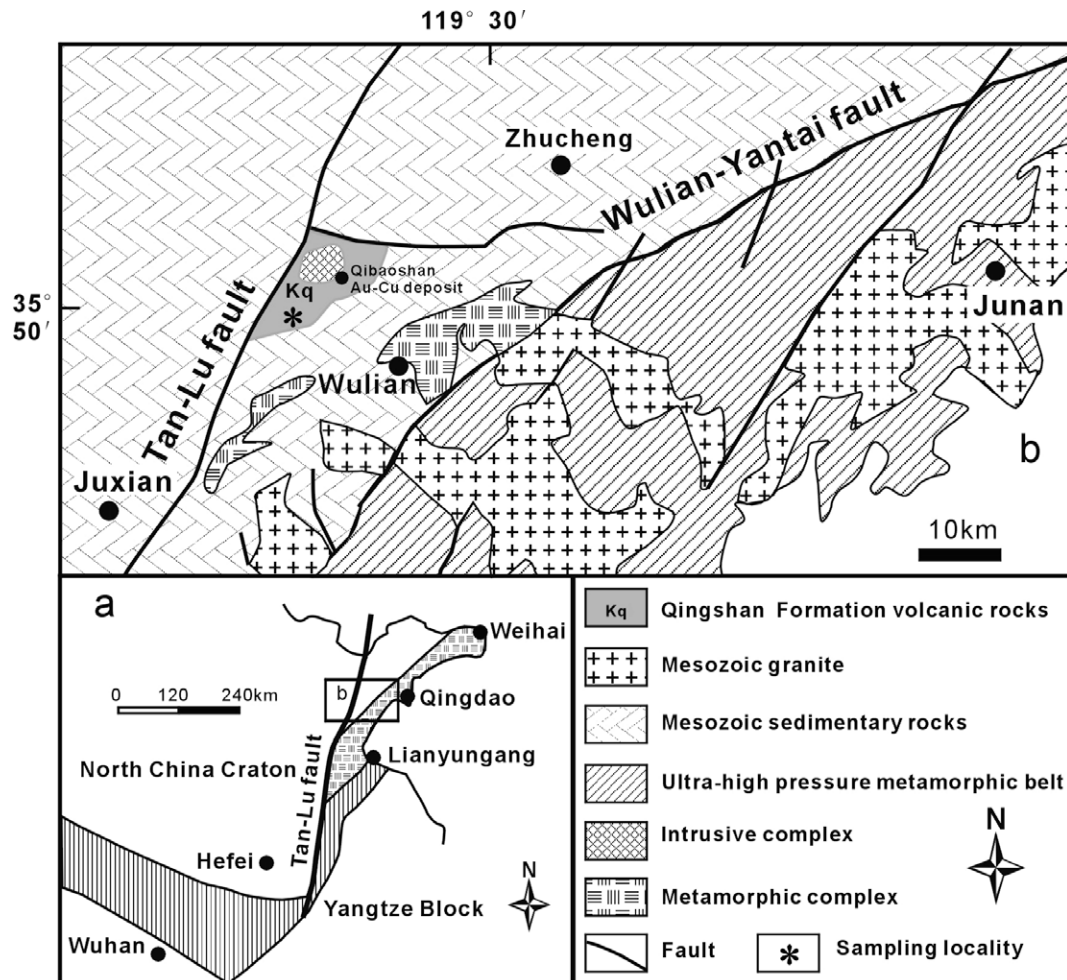 119° 30′
Zhucheng
Wulian-Yantai fault
Qibaoshan
Au-Cu deposit
Kq
35°
50′
Junan
Tan-Lu fault
Wulian
b
Juxian
10km
a
Weihai
0 120 240km
b
Qingdao
Lianyungang
North China Craton
Tan-Lu fault
Hefei
N
Yangtze Block
Wuhan
Kq Qingshan Formation volcanic rocks
Mesozoic granite
Mesozoic sedimentary rocks
Ultra-high pressure metamorphic belt
Intrusive complex
N
Metamorphic complex
Fault
* Sampling locality